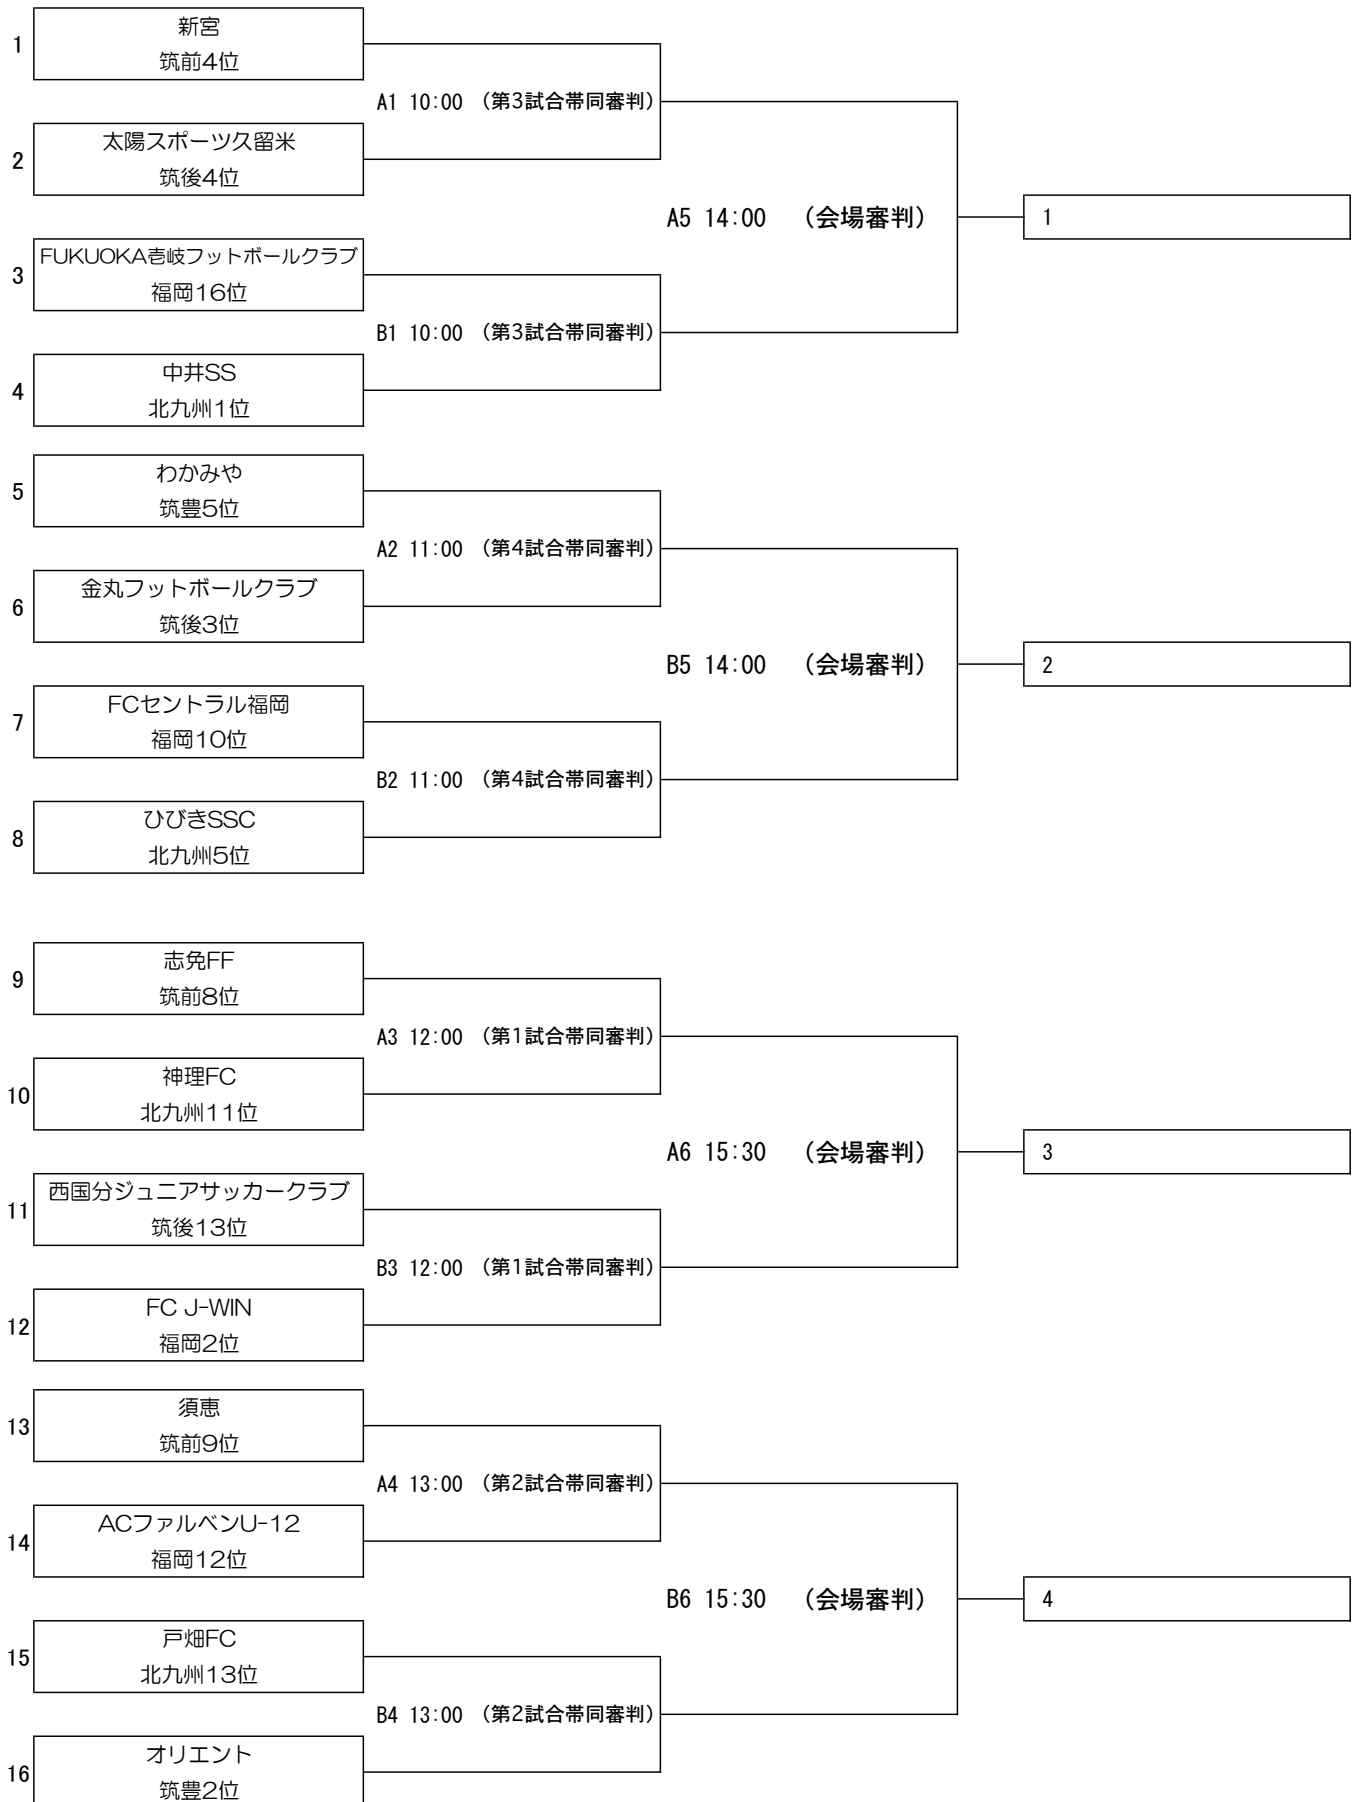 1
新宮
筑前4位
A1 10:00 (第3試合帯同審判)
2
太陽スポーツ久留米
筑後4位
A5 14:00 (会場審判)
1
3
FUKUOKA壱岐フットボールクラブ
福岡16位
B1 10:00 (第3試合帯同審判)
4
中井SS
北九州1位
5
わかみや
筑豊5位
A2 11:00 (第4試合帯同審判)
6
金丸フットボールクラブ
筑後3位
B5 14:00 (会場審判)
2
7
FCセントラル福岡
福岡10位
B2 11:00 (第4試合帯同審判)
8
ひびきSSC
北九州5位
9
志免FF
筑前8位
A3 12:00 (第1試合帯同審判)
10
神理FC
北九州11位
A6 15:30 (会場審判)
3
11
西国分ジュニアサッカークラブ
筑後13位
B3 12:00 (第1試合帯同審判)
12
FC J-WIN
福岡2位
13
須恵
筑前9位
A4 13:00 (第2試合帯同審判)
14
ACファルベンU-12
福岡12位
B6 15:30 (会場審判)
4
15
戸畑FC
北九州13位
B4 13:00 (第2試合帯同審判)
16
オリエント
筑豊2位